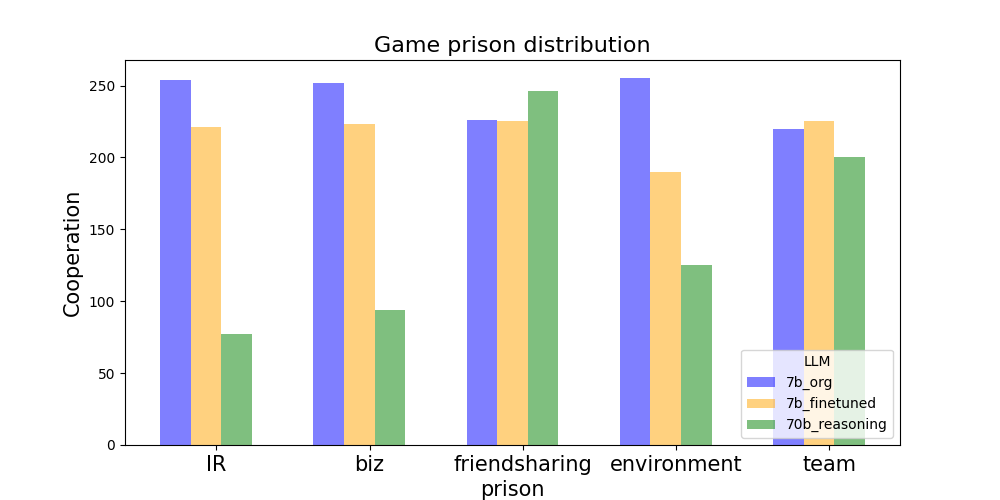 Game prison distribution
Cooperation
250
200
150
100
50
0
LLM
7b_org
7b_finetuned
70b_reasoning
IR biz friendsharing environment team
prison